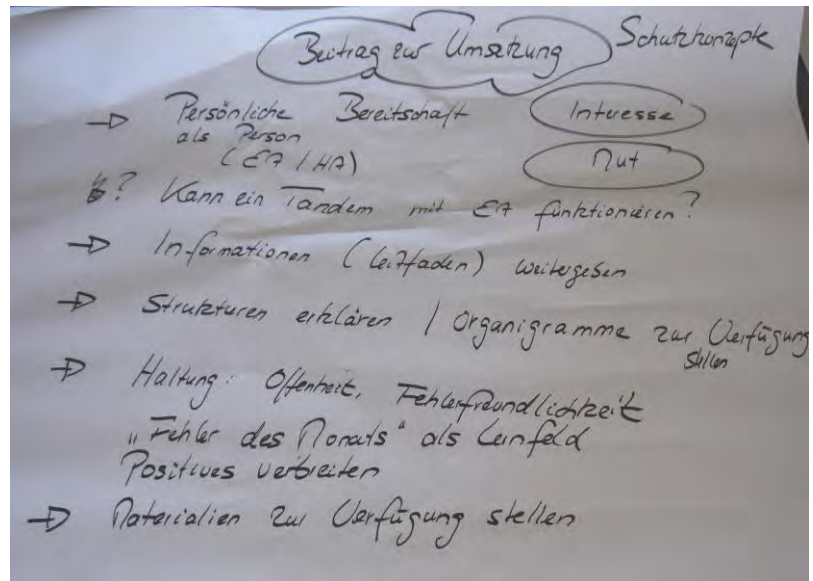 Beitrag zur Umsetzung Schutzkonzepte
→ Persönliche Bereitschaft Interesse
als Person
(EA / HA) Mut
↳? Kann ein Tandem mit EA funktionieren?
→ Informationen (Leitfaden) weitergeben
→ Strukturen erklären / Organigramme zur Verfügung
stellen
→ Haltung: Offenheit, Fehlerfreundlichkeit
„Fehler des Monats“ als Lernfeld
Positives verbreiten
→ Materialien zur Verfügung stellen